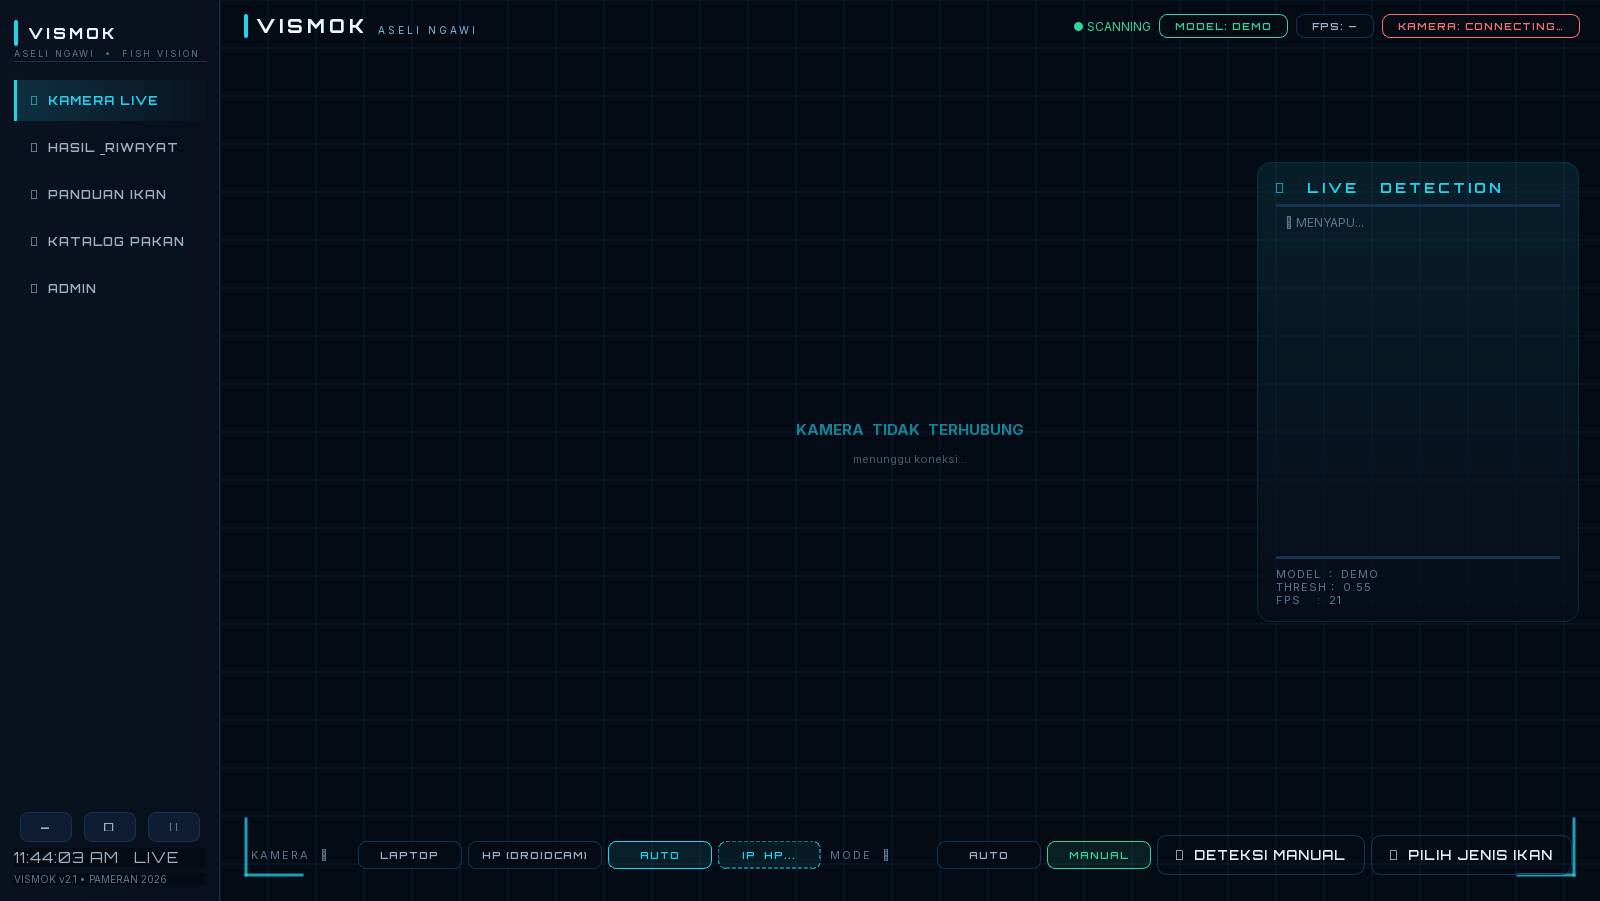 VISMOK
ASELI NGAWI • FISH VISION
KAMERA LIVE
HASIL _RIWAYAT
PANDUAN IKAN
KATALOG PAKAN
ADMIN
11:44:03 AM LIVE
VISMOK v2.1 • PAMERAN 2026
VISMOK ASELI NGAWI
SCANNING
MODEL: DEMO
FPS: —
KAMERA: CONNECTING…
KAMERA TIDAK TERHUBUNG
menunggu koneksi...
LIVE DETECTION
MENYAPU...
MODEL : DEMO
THRESH : 0.55
FPS : 21
KAMERA
LAPTOP
HP (DROIDCAM)
AUTO
IP HP...
MODE
AUTO
MANUAL
DETEKSI MANUAL
PILIH JENIS IKAN